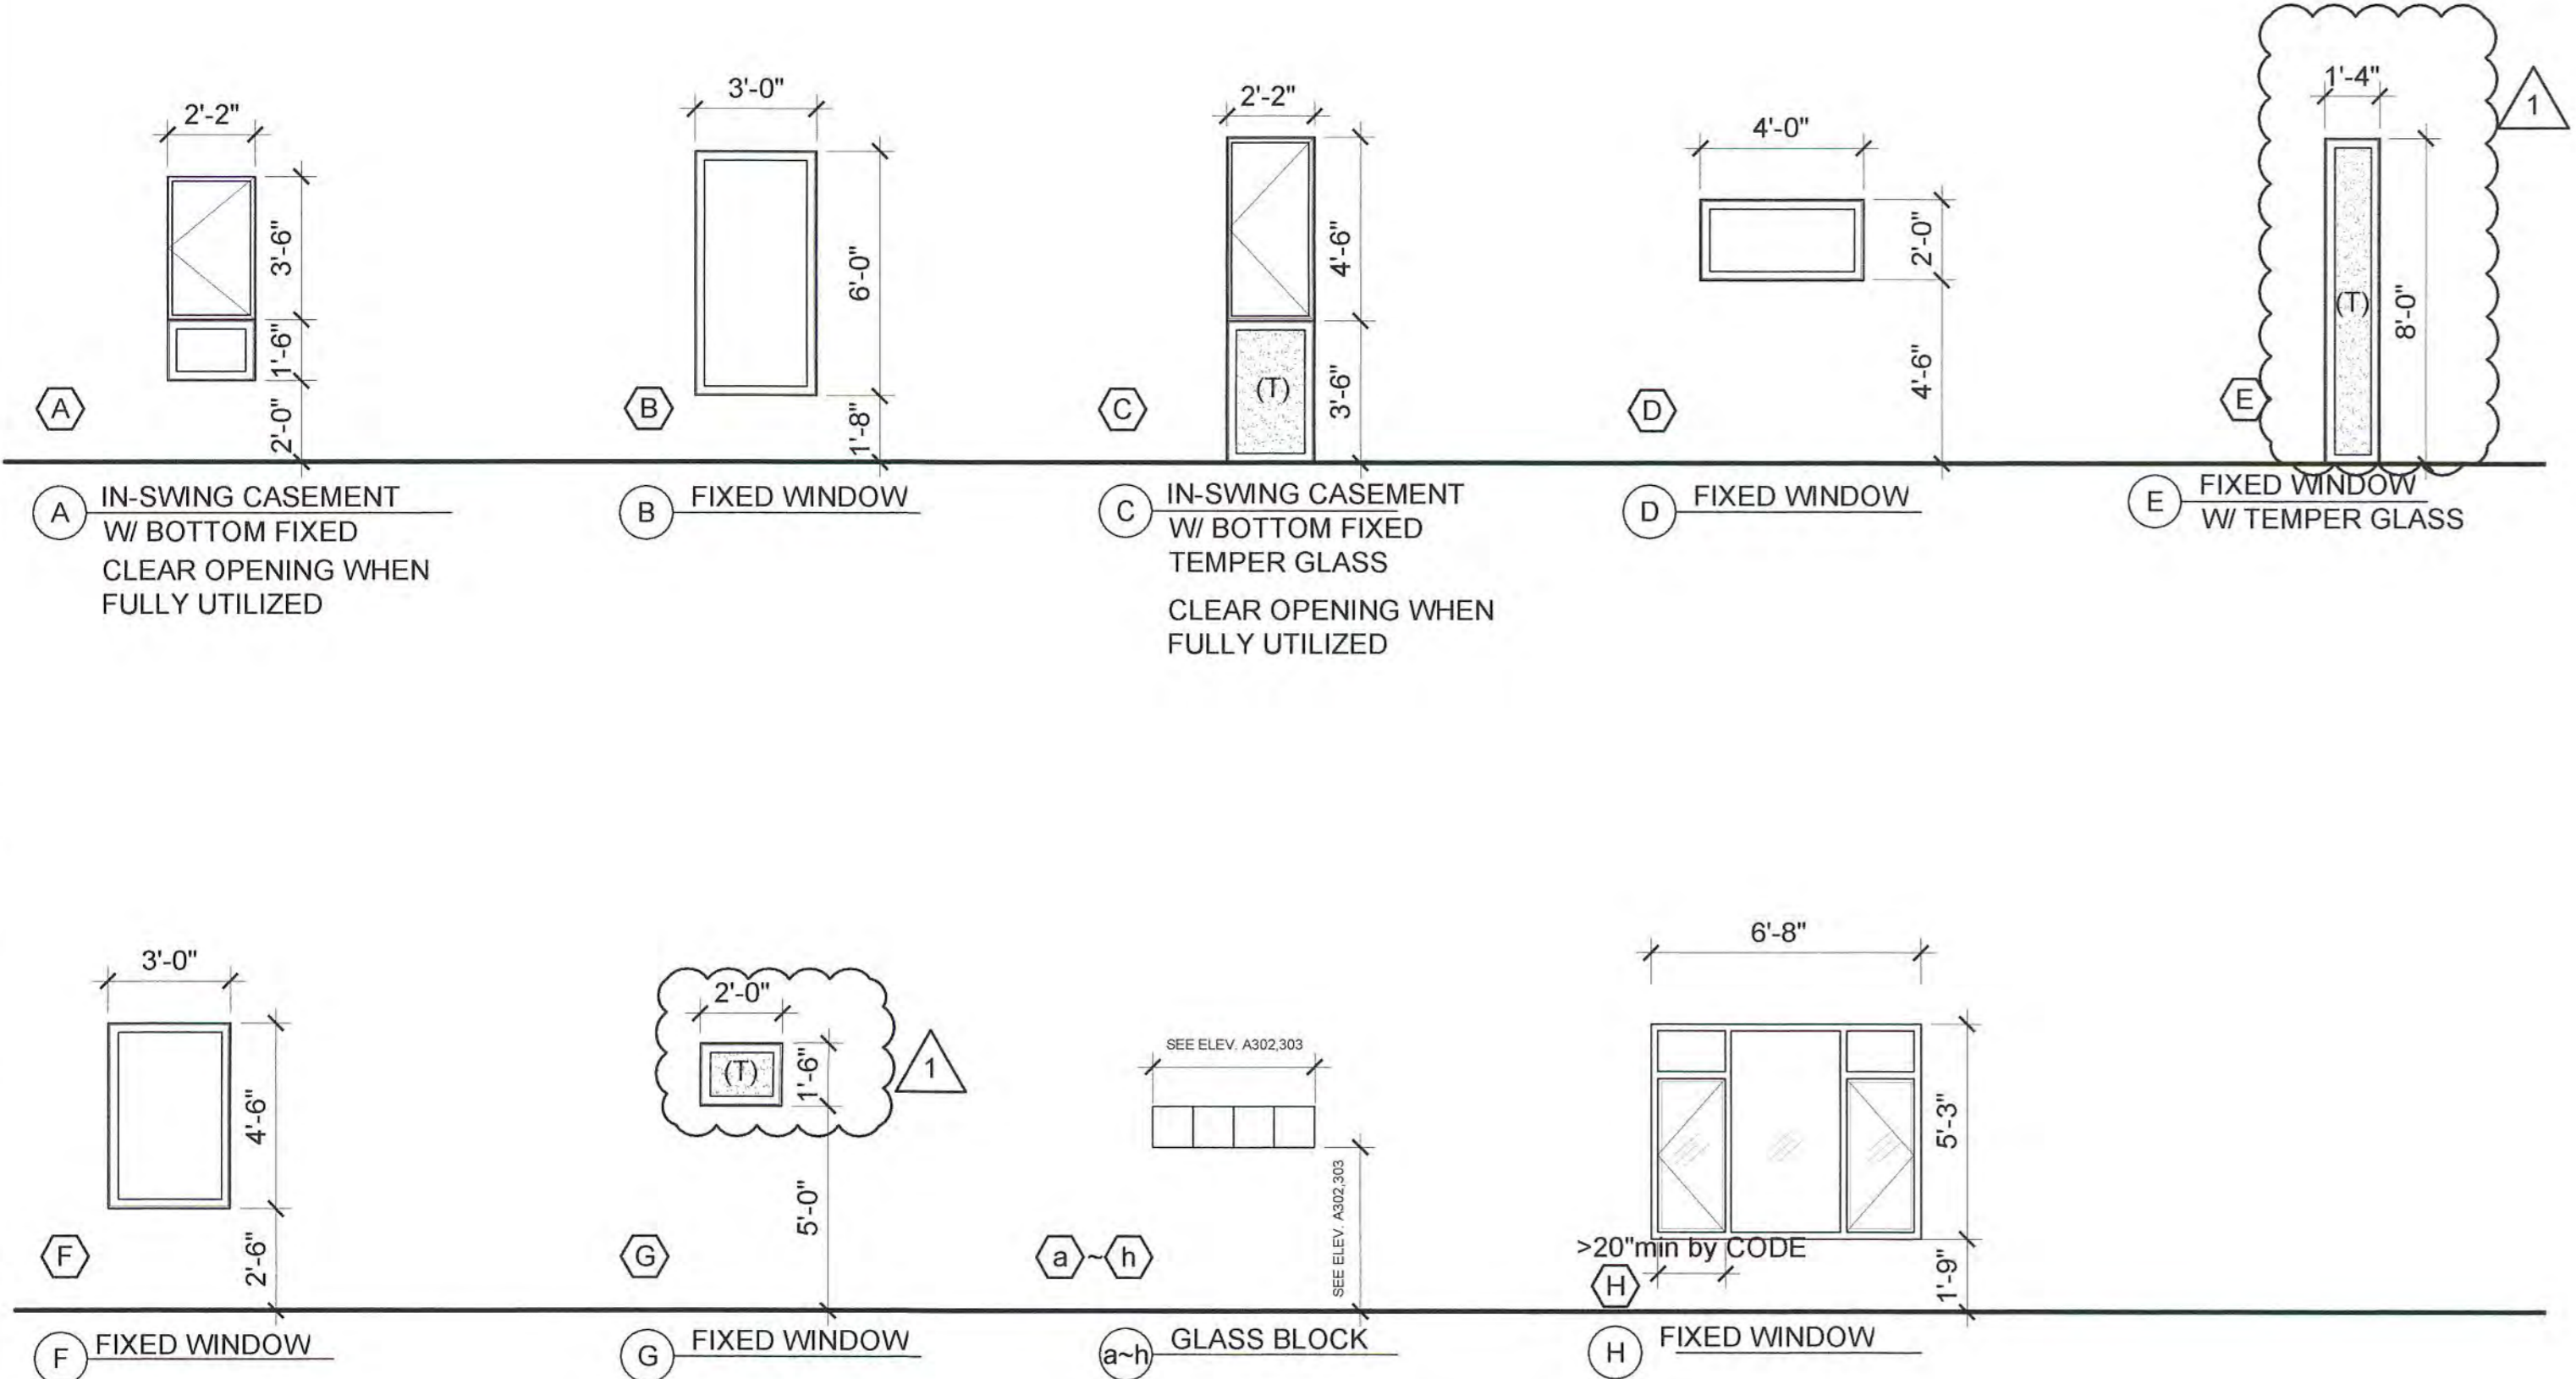 2'-2"
3'-6"
1'-6"
2'-0"
A
A
IN-SWING CASEMENT
W/ BOTTOM FIXED
CLEAR OPENING WHEN
FULLY UTILIZED
3'-0"
6'-0"
1'-8"
B
B
FIXED WINDOW
2'-2"
4'-6"
3'-6"
(T)
C
C
IN-SWING CASEMENT
W/ BOTTOM FIXED
TEMPER GLASS
CLEAR OPENING WHEN
FULLY UTILIZED
4'-0"
2'-0"
4'-6"
D
D
FIXED WINDOW
1'-4"
1
(T)
8'-0"
E
E
FIXED WINDOW
W/ TEMPER GLASS
3'-0"
4'-6"
2'-6"
F
F
FIXED WINDOW
2'-0"
(T)
1'-6"
1
5'-0"
G
G
FIXED WINDOW
SEE ELEV. A302,303
SEE ELEV. A302,303
a~h
a~h
GLASS BLOCK
6'-8"
5'-3"
>20"min by CODE
1'-9"
H
H
FIXED WINDOW